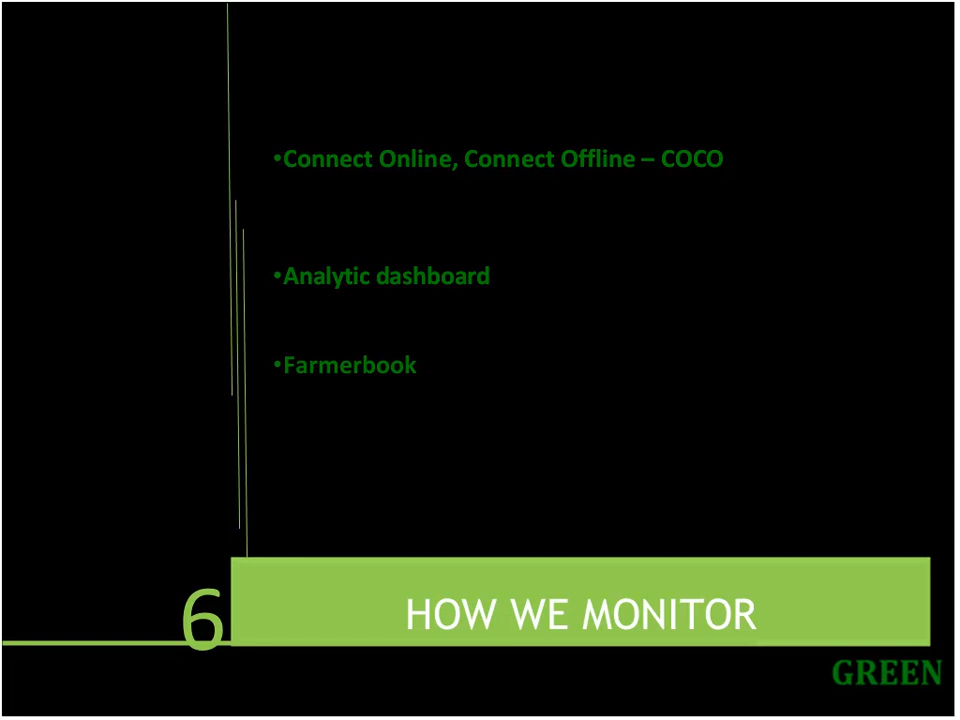 •Connect Online, Connect Offline – COCO
•Analytic dashboard
•Farmerbook
6
HOW WE MONITOR
GREEN